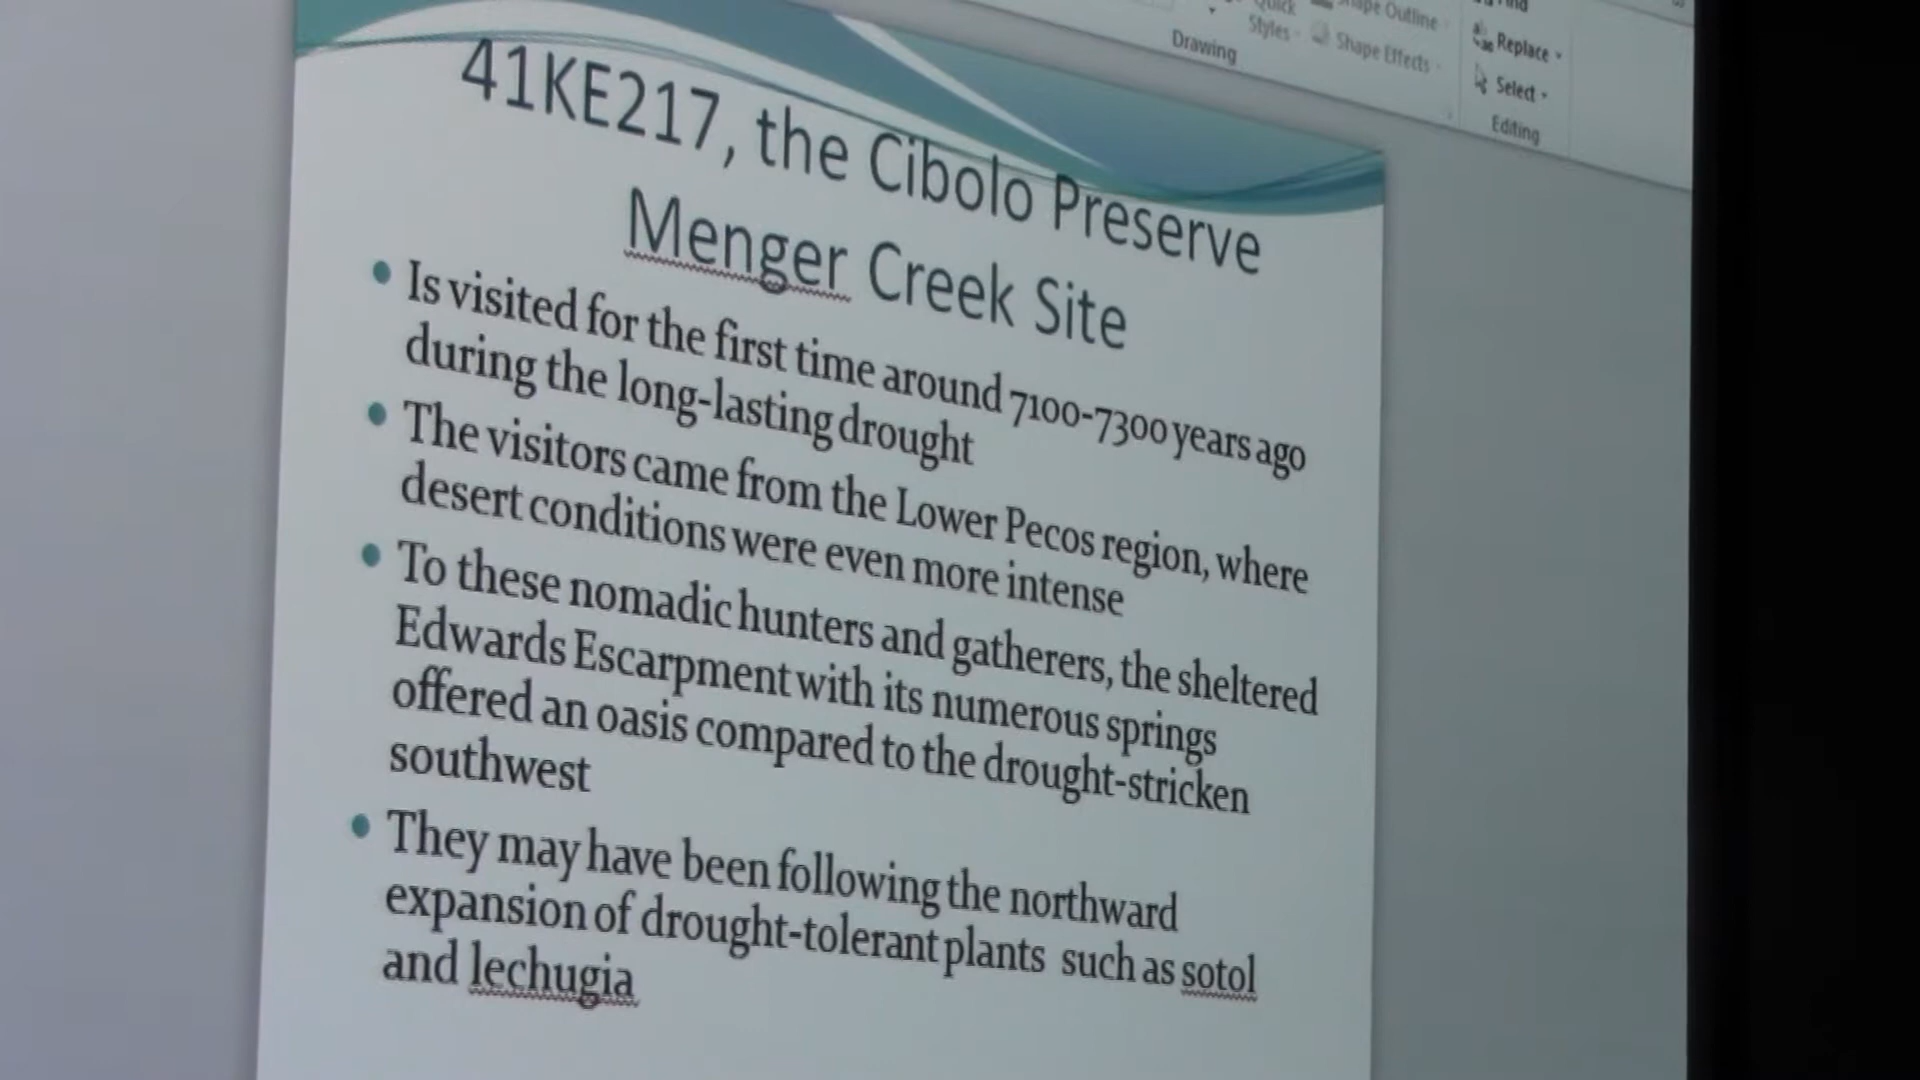 Quick
Styles
Shape Outline
Shape Effects
Drawing
Find
Replace
Select
Editing
41KE217, the Cibolo Preserve
Menger Creek Site
• Is visited for the first time around 7100-7300 years ago
during the long-lasting drought
• The visitors came from the Lower Pecos region, where
desert conditions were even more intense
• To these nomadic hunters and gatherers, the sheltered
Edwards Escarpment with its numerous springs
offered an oasis compared to the drought-stricken
southwest
• They may have been following the northward
expansion of drought-tolerant plants such as sotol
and lechugia